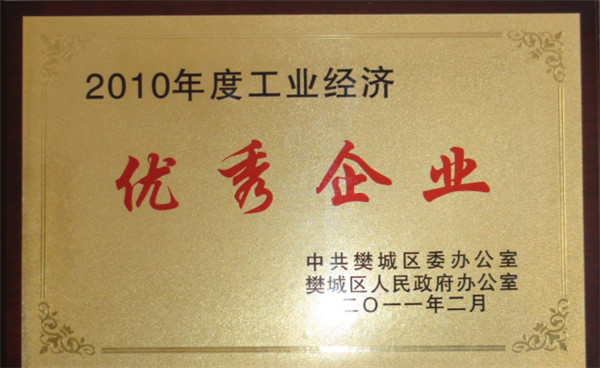 2010年度工业经济
优秀企业
中共樊城区委办公室
樊城区人民政府办公室
二〇一一年二月